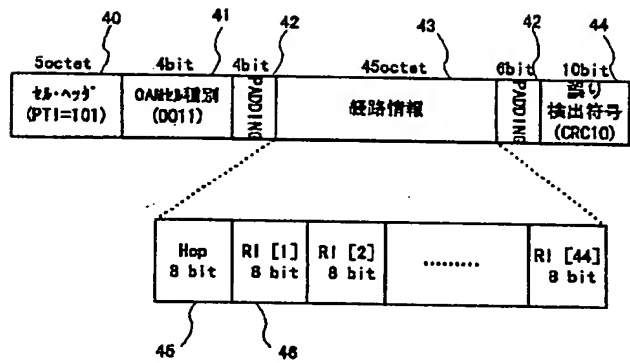 40 41 42 43 42 44
5octet 4bit 4bit 45octet 6bit 10bit
セル・ヘッダ
(PTI=101)
OAMセル種別
(0011)
PADDING
経路情報
PADDING
誤り
検出符号
(CRC10)
Hop
8 bit
RI [1]
8 bit
RI [2]
8 bit
………
RI [44]
8 bit
45 46